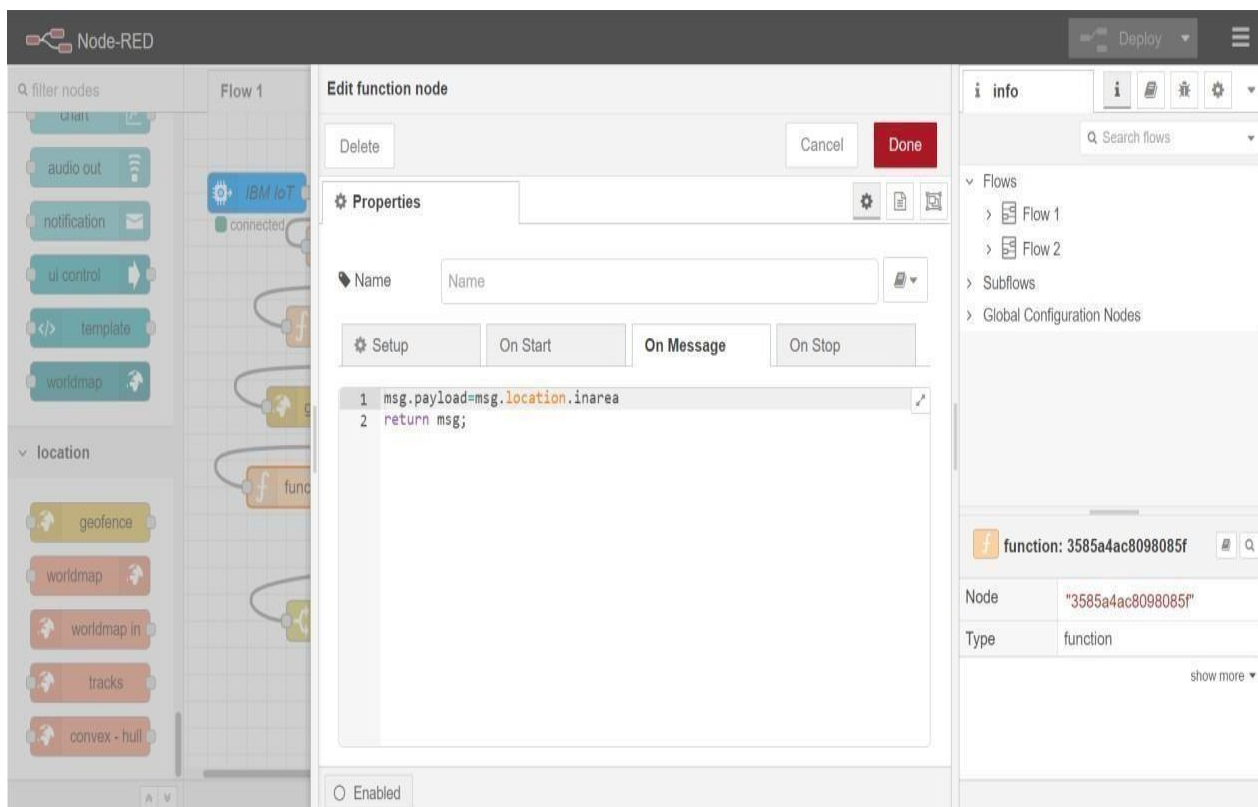 Node-RED
Deploy
filter nodes
chart
audio out
notification
ui control
template
worldmap
location
geofence
worldmap
worldmap in
tracks
convex - hull
Flow 1
IBM IoT
connected
func
Edit function node
Delete
Cancel
Done
Properties
Name
Name
Setup
On Start
On Message
On Stop
1 msg.payload=msg.location.inarea
2 return msg;
Enabled
i info
i
Search flows
Flows
Flow 1
Flow 2
Subflows
Global Configuration Nodes
function: 3585a4ac8098085f
Node "3585a4ac8098085f"
Type function
show more